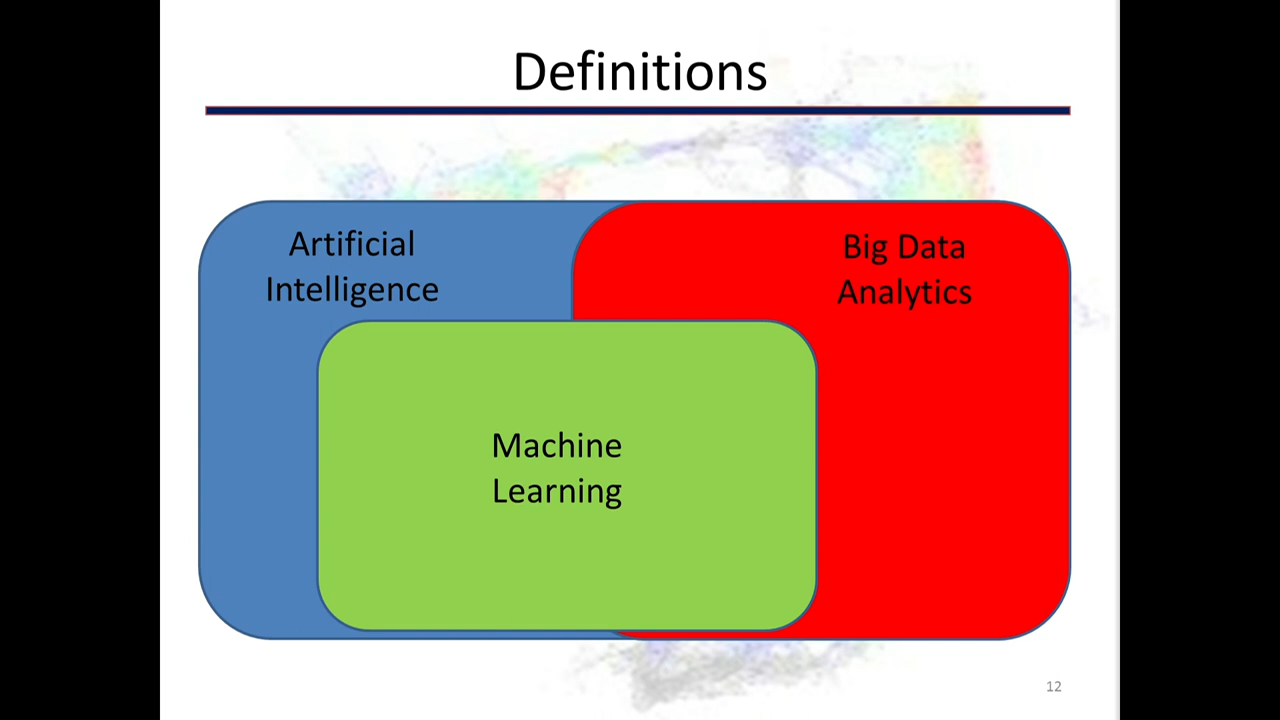 Definitions
Artificial
Intelligence
Big Data
Analytics
Machine
Learning
12